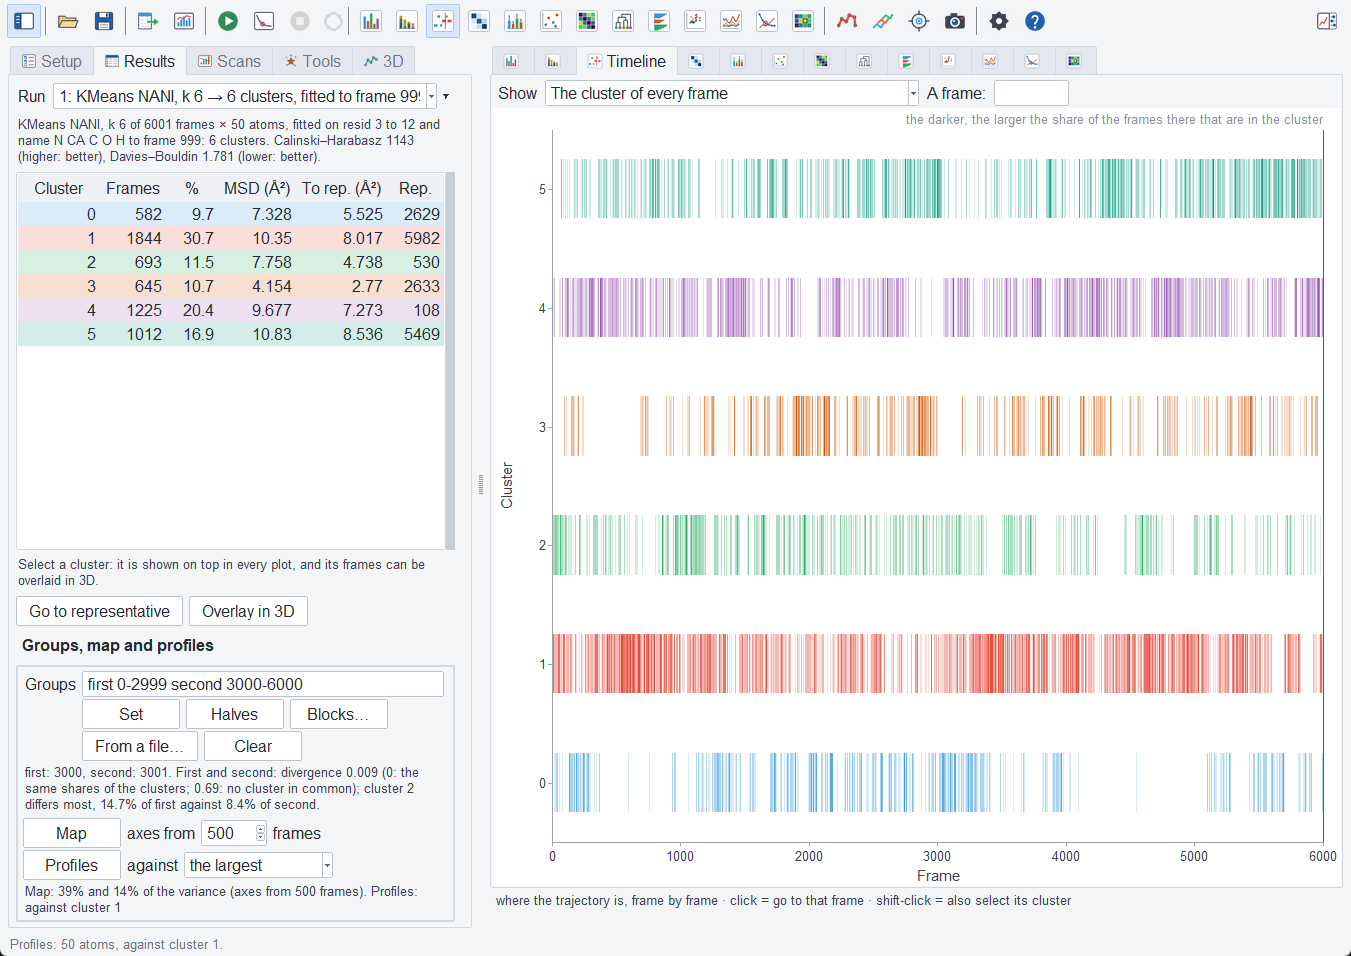 Setup
Results
Scans
Tools
3D
Timeline
Run
1: KMeans NANI, k 6 → 6 clusters, fitted to frame 999
KMeans NANI, k 6 of 6001 frames × 50 atoms, fitted on resid 3 to 12 and
name N CA C O H to frame 999: 6 clusters. Calinski–Harabasz 1143
(higher: better), Davies–Bouldin 1.781 (lower: better).
Cluster Frames % MSD (Å²) To rep. (Å²) Rep.
0 582 9.7 7.328 5.525 2629
1 1844 30.7 10.35 8.017 5982
2 693 11.5 7.758 4.738 530
3 645 10.7 4.154 2.77 2633
4 1225 20.4 9.677 7.273 108
5 1012 16.9 10.83 8.536 5469
Select a cluster: it is shown on top in every plot, and its frames can be
overlaid in 3D.
Go to representative
Overlay in 3D
Groups, map and profiles
Groups
first 0-2999 second 3000-6000
Set
Halves
Blocks...
From a file...
Clear
first: 3000, second: 3001. First and second: divergence 0.009 (0: the
same shares of the clusters; 0.69: no cluster in common); cluster 2
differs most, 14.7% of first against 8.4% of second.
Map
axes from 500 frames
Profiles
against the largest
Map: 39% and 14% of the variance (axes from 500 frames). Profiles:
against cluster 1
Profiles: 50 atoms, against cluster 1.
Show
The cluster of every frame
A frame:
the darker, the larger the share of the frames there that are in the cluster
5
4
3
2
1
0
Cluster
0 1000 2000 3000 4000 5000 6000
Frame
where the trajectory is, frame by frame · click = go to that frame · shift-click = also select its cluster